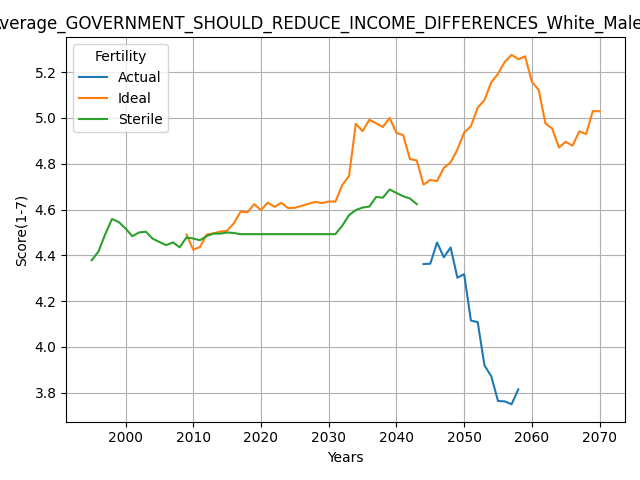 Average_GOVERNMENT_SHOULD_REDUCE_INCOME_DIFFERENCES_White_Male
Fertility
Actual
Ideal
Sterile
Score(1-7)
5.2
5.0
4.8
4.6
4.4
4.2
4.0
3.8
2000 2010 2020 2030 2040 2050 2060 2070
Years